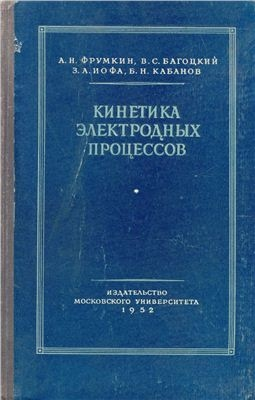 А. Н. ФРУМКИН, В. С. БАГОЦКИЙ
З. А. ИОФА, Б. Н. КАБАНОВ
КИНЕТИКА
ЭЛЕКТРОДНЫХ
ПРОЦЕССОВ
ИЗДАТЕЛЬСТВО
МОСКОВСКОГО УНИВЕРСИТЕТА
1952